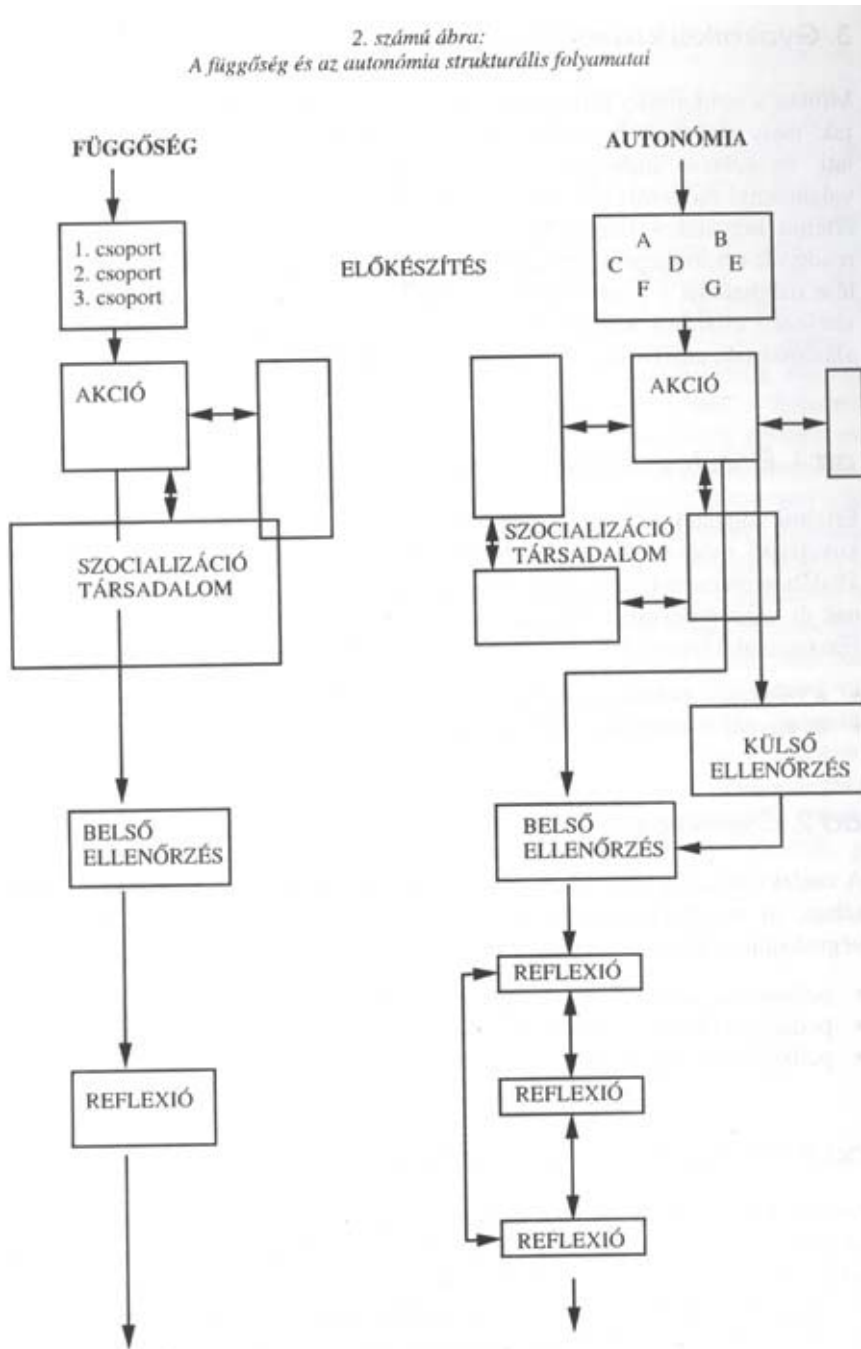 2. számú ábra:
A függőség és az autonómia strukturális folyamatai
FÜGGŐSÉG
1. csoport
2. csoport
3. csoport
AKCIÓ
SZOCIALIZÁCIÓ
TÁRSADALOM
BELSŐ
ELLENŐRZÉS
REFLEXIÓ
ELŐKÉSZÍTÉS
AUTONÓMIA
A B
C D E
F G
AKCIÓ
SZOCIALIZÁCIÓ
TÁRSADALOM
KÜLSŐ
ELLENŐRZÉS
BELSŐ
ELLENŐRZÉS
REFLEXIÓ
REFLEXIÓ
REFLEXIÓ